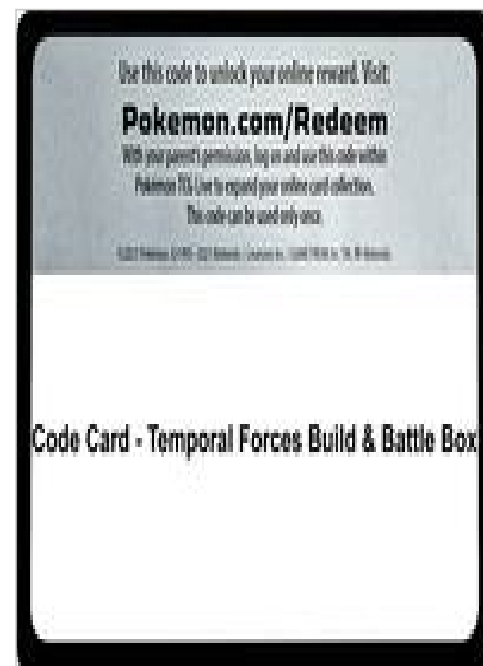 Use this code to unlock your online reward. Visit:
Pokemon.com/Redeem
With your parent's permission, log on and use this code within
Pokémon TCG Live to expand your online card collection.
This code can be used only once.
Code Card - Temporal Forces Build & Battle Box